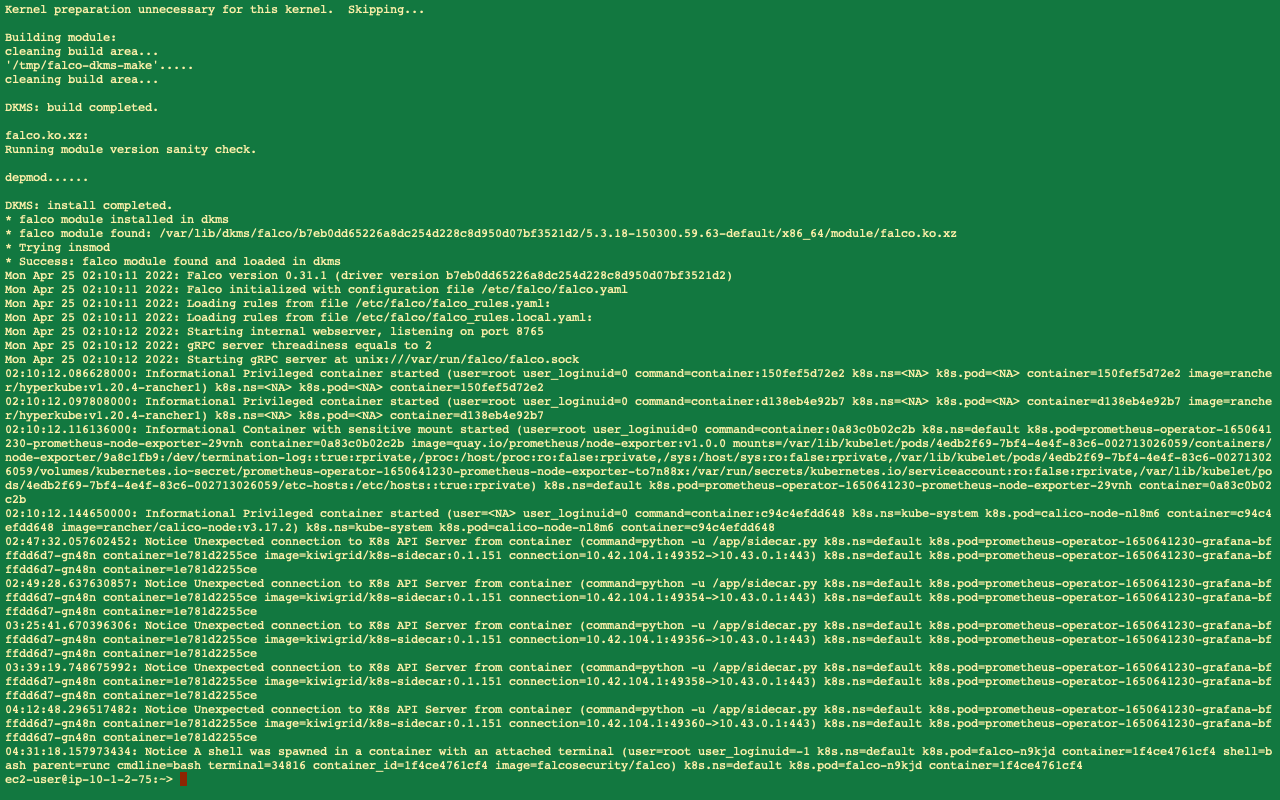 Kernel preparation unnecessary for this kernel.  Skipping...
Building module:
cleaning build area...
'/tmp/falco-dkms-make'.....
cleaning build area...
DKMS: build completed.
falco.ko.xz:
Running module version sanity check.
depmod......
DKMS: install completed.
* falco module installed in dkms
* falco module found: /var/lib/dkms/falco/b7eb0dd65226a8dc254d228c8d950d07bf3521d2/5.3.18-150300.59.63-default/x86_64/module/falco.ko.xz
* Trying insmod
* Success: falco module found and loaded in dkms
Mon Apr 25 02:10:11 2022: Falco version 0.31.1 (driver version b7eb0dd65226a8dc254d228c8d950d07bf3521d2)
Mon Apr 25 02:10:11 2022: Falco initialized with configuration file /etc/falco/falco.yaml
Mon Apr 25 02:10:11 2022: Loading rules from file /etc/falco/falco_rules.yaml:
Mon Apr 25 02:10:11 2022: Loading rules from file /etc/falco/falco_rules.local.yaml:
Mon Apr 25 02:10:12 2022: Starting internal webserver, listening on port 8765
Mon Apr 25 02:10:12 2022: gRPC server threadiness equals to 2
Mon Apr 25 02:10:12 2022: Starting gRPC server at unix:///var/run/falco/falco.sock
02:10:12.086628000: Informational Privileged container started (user=root user_loginuid=0 command=container:150fef5d72e2 k8s.ns=<NA> k8s.pod=<NA> container=150fef5d72e2 image=ranche
r/hyperkube:v1.20.4-rancher1) k8s.ns=<NA> k8s.pod=<NA> container=150fef5d72e2
02:10:12.097808000: Informational Privileged container started (user=root user_loginuid=0 command=container:d138eb4e92b7 k8s.ns=<NA> k8s.pod=<NA> container=d138eb4e92b7 image=ranche
r/hyperkube:v1.20.4-rancher1) k8s.ns=<NA> k8s.pod=<NA> container=d138eb4e92b7
02:10:12.116136000: Informational Container with sensitive mount started (user=root user_loginuid=0 command=container:0a83c0b02c2b k8s.ns=default k8s.pod=prometheus-operator-1650641
230-prometheus-node-exporter-29vnh container=0a83c0b02c2b image=quay.io/prometheus/node-exporter:v1.0.0 mounts=/var/lib/kubelet/pods/4edb2f69-7bf4-4e4f-83c6-002713026059/containers/
node-exporter/9a8c1fb9:/dev/termination-log::true:rprivate,/proc:/host/proc:ro:false:rprivate,/sys:/host/sys:ro:false:rprivate,/var/lib/kubelet/pods/4edb2f69-7bf4-4e4f-83c6-00271302
6059/volumes/kubernetes.io~secret/prometheus-operator-1650641230-prometheus-node-exporter-to7n88x:/var/run/secrets/kubernetes.io/serviceaccount:ro:false:rprivate,/var/lib/kubelet/po
ds/4edb2f69-7bf4-4e4f-83c6-002713026059/etc-hosts:/etc/hosts::true:rprivate) k8s.ns=default k8s.pod=prometheus-operator-1650641230-prometheus-node-exporter-29vnh container=0a83c0b02
c2b
02:10:12.144650000: Informational Privileged container started (user=<NA> user_loginuid=0 command=container:c94c4efdd648 k8s.ns=kube-system k8s.pod=calico-node-nl8m6 container=c94c4
efdd648 image=rancher/calico-node:v3.17.2) k8s.ns=kube-system k8s.pod=calico-node-nl8m6 container=c94c4efdd648
02:47:32.057602452: Notice Unexpected connection to K8s API Server from container (command=python -u /app/sidecar.py k8s.ns=default k8s.pod=prometheus-operator-1650641230-grafana-bf
ffdd6d7-gn48n container=1e781d2255ce image=kiwigrid/k8s-sidecar:0.1.151 connection=10.42.104.1:49352->10.43.0.1:443) k8s.ns=default k8s.pod=prometheus-operator-1650641230-grafana-bf
ffdd6d7-gn48n container=1e781d2255ce
02:49:28.637630857: Notice Unexpected connection to K8s API Server from container (command=python -u /app/sidecar.py k8s.ns=default k8s.pod=prometheus-operator-1650641230-grafana-bf
ffdd6d7-gn48n container=1e781d2255ce image=kiwigrid/k8s-sidecar:0.1.151 connection=10.42.104.1:49354->10.43.0.1:443) k8s.ns=default k8s.pod=prometheus-operator-1650641230-grafana-bf
ffdd6d7-gn48n container=1e781d2255ce
03:25:41.670396306: Notice Unexpected connection to K8s API Server from container (command=python -u /app/sidecar.py k8s.ns=default k8s.pod=prometheus-operator-1650641230-grafana-bf
ffdd6d7-gn48n container=1e781d2255ce image=kiwigrid/k8s-sidecar:0.1.151 connection=10.42.104.1:49356->10.43.0.1:443) k8s.ns=default k8s.pod=prometheus-operator-1650641230-grafana-bf
ffdd6d7-gn48n container=1e781d2255ce
03:39:19.748675992: Notice Unexpected connection to K8s API Server from container (command=python -u /app/sidecar.py k8s.ns=default k8s.pod=prometheus-operator-1650641230-grafana-bf
ffdd6d7-gn48n container=1e781d2255ce image=kiwigrid/k8s-sidecar:0.1.151 connection=10.42.104.1:49358->10.43.0.1:443) k8s.ns=default k8s.pod=prometheus-operator-1650641230-grafana-bf
ffdd6d7-gn48n container=1e781d2255ce
04:12:48.296517482: Notice Unexpected connection to K8s API Server from container (command=python -u /app/sidecar.py k8s.ns=default k8s.pod=prometheus-operator-1650641230-grafana-bf
ffdd6d7-gn48n container=1e781d2255ce image=kiwigrid/k8s-sidecar:0.1.151 connection=10.42.104.1:49360->10.43.0.1:443) k8s.ns=default k8s.pod=prometheus-operator-1650641230-grafana-bf
ffdd6d7-gn48n container=1e781d2255ce
04:31:18.157973434: Notice A shell was spawned in a container with an attached terminal (user=root user_loginuid=-1 k8s.ns=default k8s.pod=falco-n9kjd container=1f4ce4761cf4 shell=b
ash parent=runc cmdline=bash terminal=34816 container_id=1f4ce4761cf4 image=falcosecurity/falco) k8s.ns=default k8s.pod=falco-n9kjd container=1f4ce4761cf4
ec2-user@ip-10-1-2-75:~>